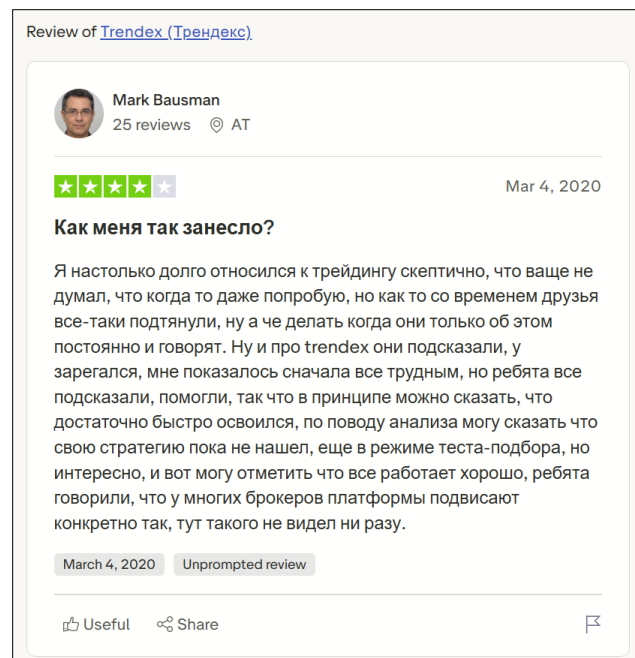 Review of Trendex (Трендекс)
Mark Bausman
25 reviews AT
Mar 4, 2020
Как меня так занесло?
Я настолько долго относился к трейдингу скептично, что ваще не
думал, что когда то даже попробую, но как то со временем друзья
все-таки подтянули, ну а че делать когда они только об этом
постоянно и говорят. Ну и про trendex они подсказали, у
зарегался, мне показалось сначала все трудным, но ребята все
подсказали, помогли, так что в принципе можно сказать, что
достаточно быстро освоился, по поводу анализа могу сказать что
свою стратегию пока не нашел, еще в режиме теста-подбора, но
интересно, и вот могу отметить что все работает хорошо, ребята
говорили, что у многих брокеров платформы подвисают
конкретно так, тут такого не видел ни разу.
March 4, 2020 Unprompted review
Useful Share